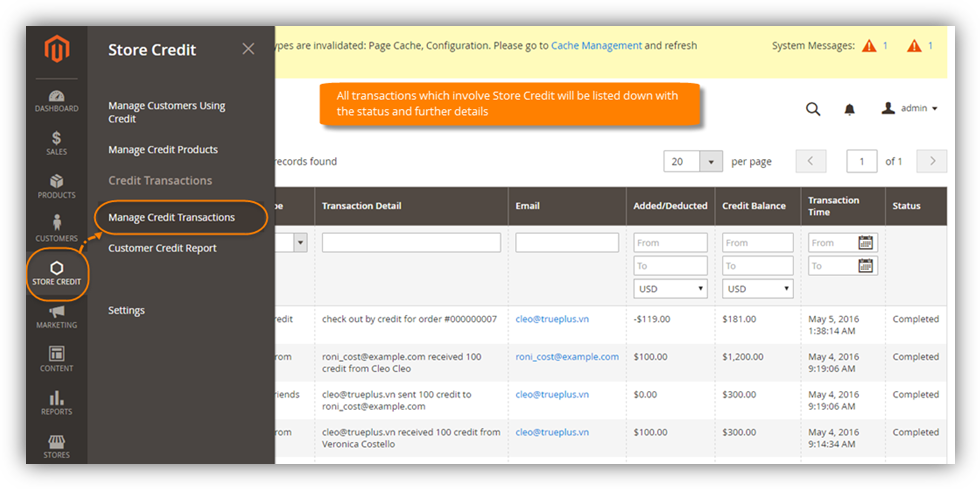 Store Credit
ypes are invalidated: Page Cache, Configuration. Please go to Cache Management and refresh
System Messages: 1 1
All transactions which involve Store Credit will be listed down with
the status and further details
DASHBOARD
SALES
PRODUCTS
CUSTOMERS
STORE CREDIT
MARKETING
CONTENT
REPORTS
STORES
Manage Customers Using
Credit
Manage Credit Products
Credit Transactions
Manage Credit Transactions
Customer Credit Report
Settings
admin
records found
20 per page 1 of 1
pe Transaction Detail Email Added/Deducted Credit Balance Transaction
Time Status
From From From
To To To
USD USD
redit check out by credit for order #000000007 cleo@trueplus.vn -$119.00 $181.00 May 5, 2016
1:38:14 AM Completed
rom roni_cost@example.com received 100
credit from Cleo Cleo roni_cost@example.com $100.00 $1,200.00 May 4, 2016
9:19:06 AM Completed
riends cleo@trueplus.vn sent 100 credit to
roni_cost@example.com cleo@trueplus.vn $0.00 $300.00 May 4, 2016
9:19:06 AM Completed
rom cleo@trueplus.vn received 100 credit from
Veronica Costello cleo@trueplus.vn $100.00 $300.00 May 4, 2016
9:14:34 AM Completed